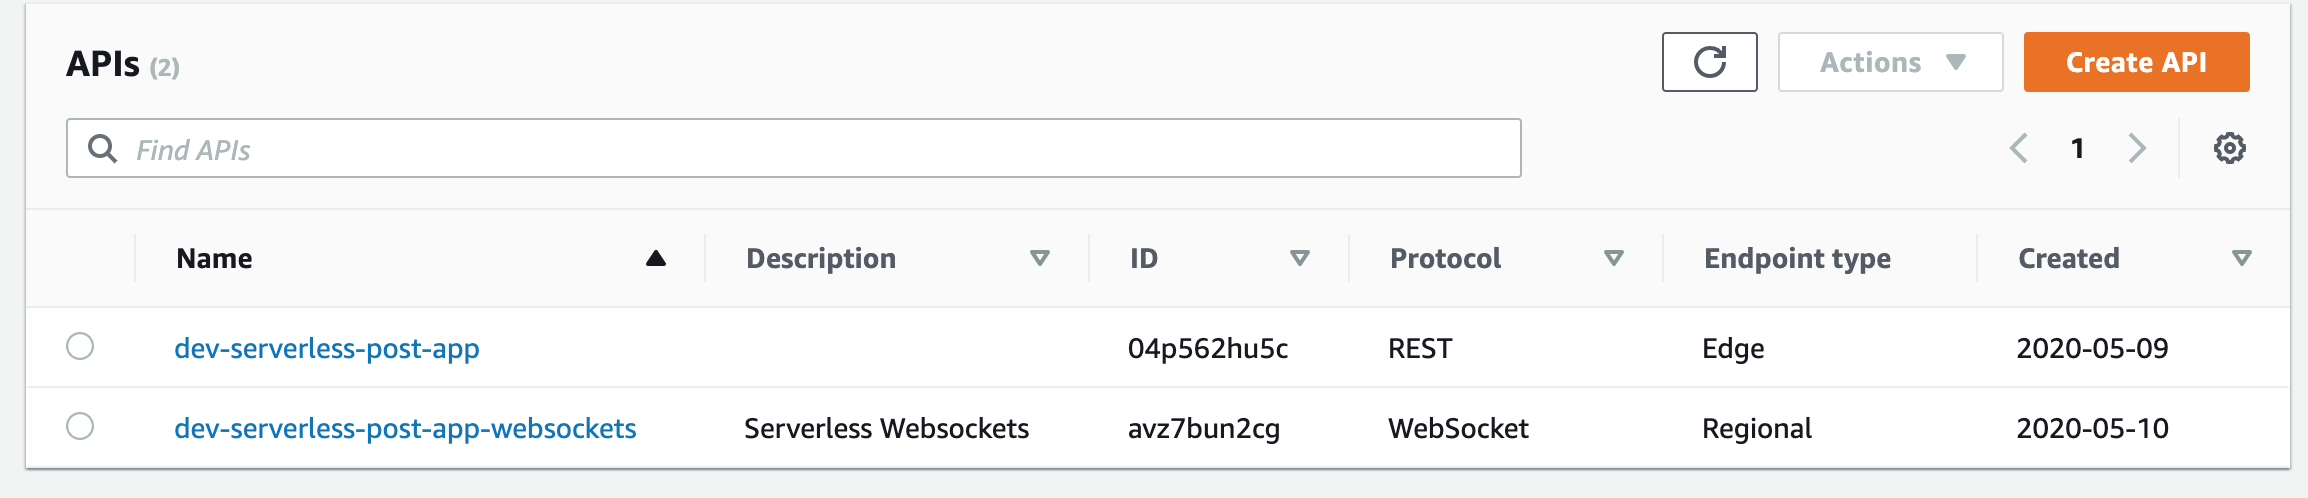 APIs (2)
Actions
Create API
Find APIs
1
Name Description ID Protocol Endpoint type Created
dev-serverless-post-app 04p562hu5c REST Edge 2020-05-09
dev-serverless-post-app-websockets Serverless Websockets avz7bun2cg WebSocket Regional 2020-05-10